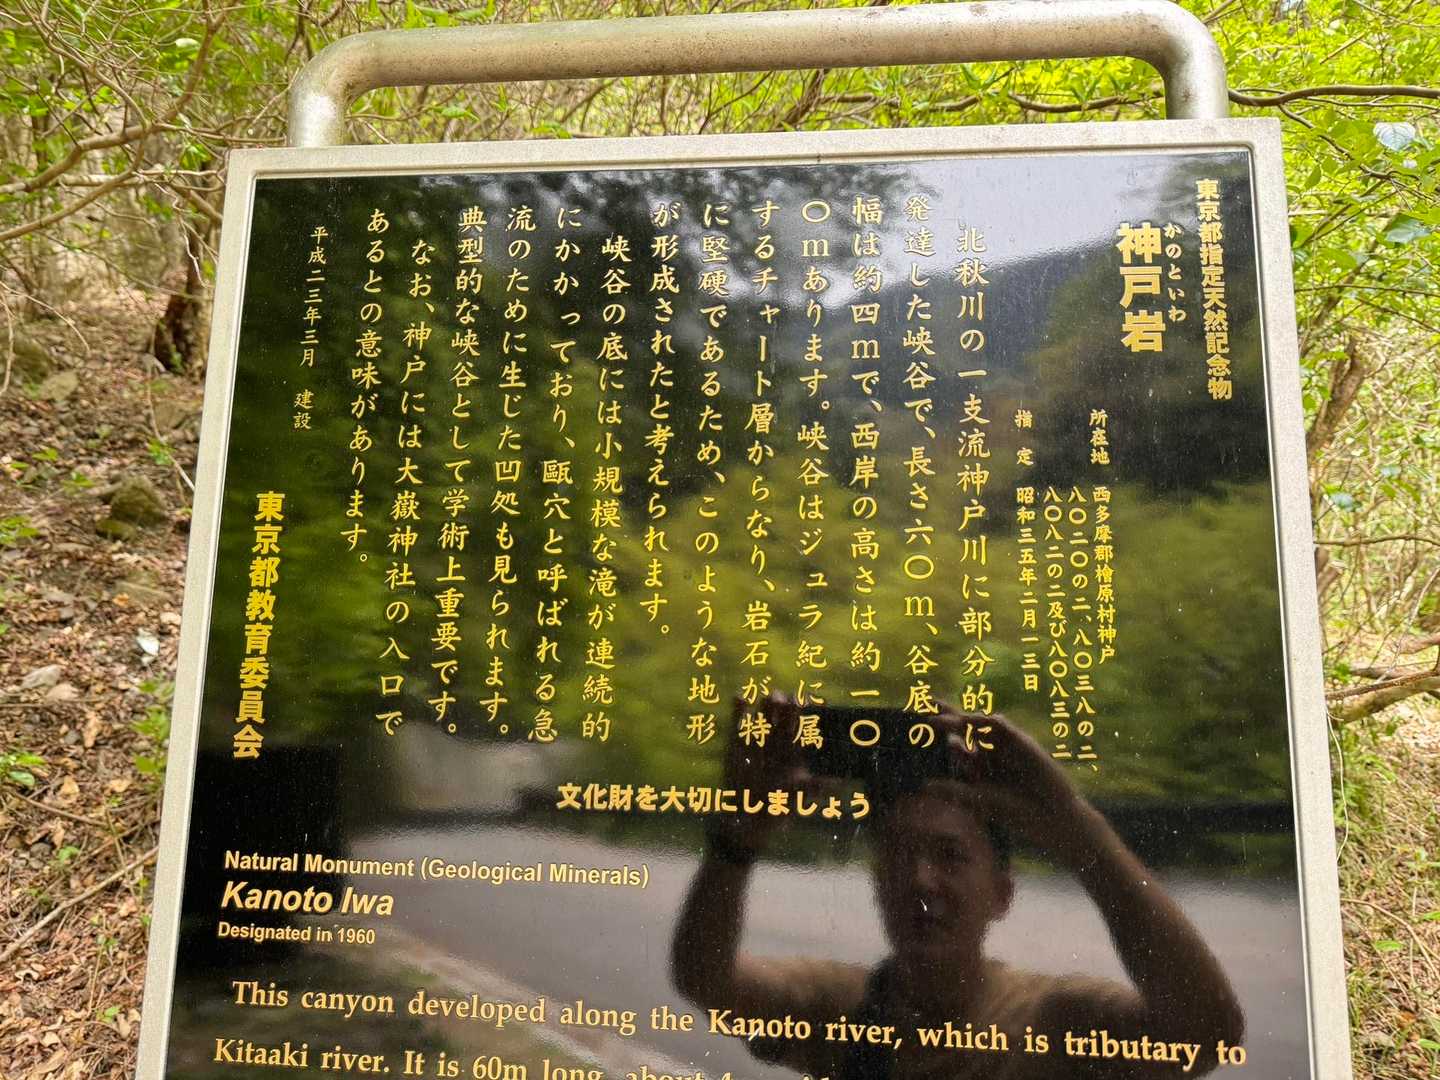 東京都指定天然記念物
かのといわ
神戸岩
所在地 西多摩郡檜原村神戸
八〇二〇の二、八〇三八の二、
八〇八二の二及び八〇八三の二
指定 昭和三五年二月一三日
北秋川の一支流神戸川に部分的に
発達した峡谷で、長さ六〇m、谷底の
幅は約四mで、西岸の高さは約一〇
〇mあります。峡谷はジュラ紀に属
するチャート層からなり、岩石が特
に堅硬であるため、このような地形
が形成されたと考えられます。
峡谷の底には小規模な滝が連続的
にかかっており、甌穴と呼ばれる急
流のために生じた凹処も見られます。
典型的な峡谷として学術上重要です。
なお、神戸には大嶽神社の入口で
あるとの意味があります。
平成二三年三月 建設
東京都教育委員会
文化財を大切にしましょう
Natural Monument (Geological Minerals)
Kanoto Iwa
Designated in 1960
This canyon developed along the Kanoto river, which is tributary to
Kitaaki river. It is 60m long, about